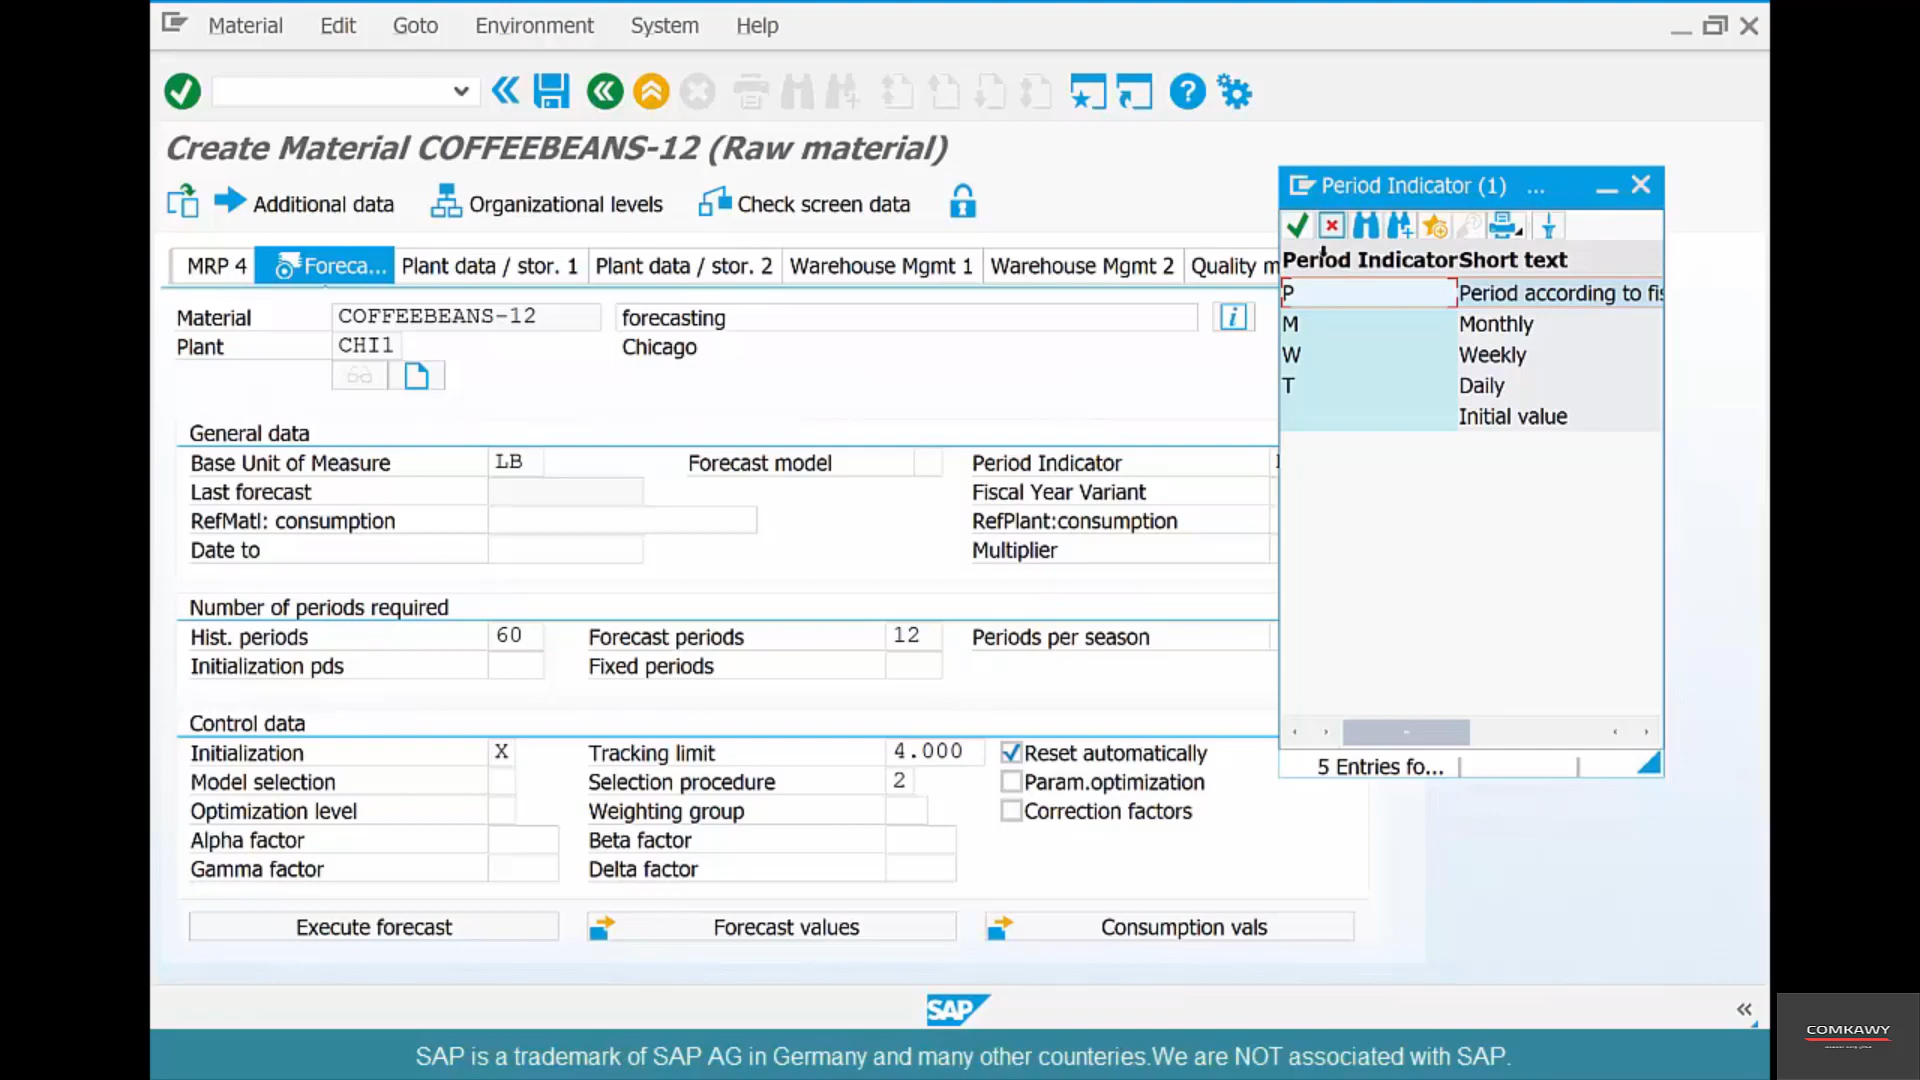 Material Edit Goto Environment System Help
Create Material COFFEEBEANS-12 (Raw material)
Additional data Organizational levels Check screen data
MRP 4 Foreca... Plant data / stor. 1 Plant data / stor. 2 Warehouse Mgmt 1 Warehouse Mgmt 2 Quality m
Material COFFEEBEANS-12 forecasting
Plant CHI1 Chicago
General data
Base Unit of Measure LB Forecast model Period Indicator
Last forecast Fiscal Year Variant
RefMatl: consumption RefPlant:consumption
Date to Multiplier
Number of periods required
Hist. periods 60 Forecast periods 12 Periods per season
Initialization pds Fixed periods
Control data
Initialization X Tracking limit 4.000 Reset automatically
Model selection Selection procedure 2 Param.optimization
Optimization level Weighting group Correction factors
Alpha factor Beta factor
Gamma factor Delta factor
Execute forecast Forecast values Consumption vals
Period Indicator (1) ...
Period Indicator Short text
P Period according to fis
M Monthly
W Weekly
T Daily
Initial value
5 Entries fo...
SAP
SAP is a trademark of SAP AG in Germany and many other counteries.We are NOT associated with SAP.
COMKAWY